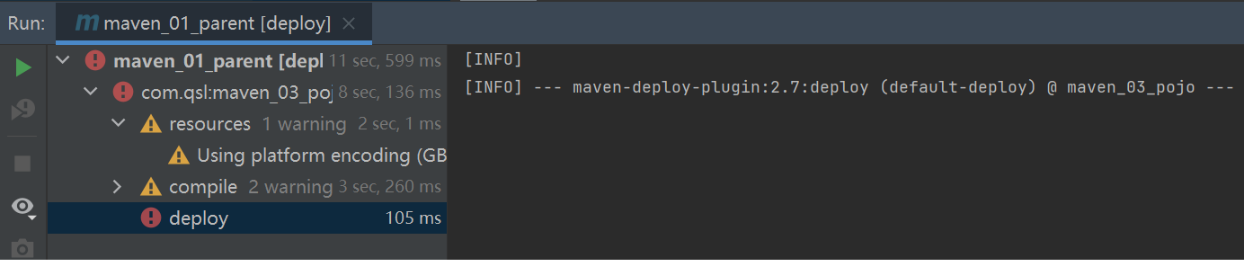 Run: maven_01_parent [deploy] ×
maven_01_parent [depl 11 sec, 599 ms
com.qsl:maven_03_poj 8 sec, 136 ms
resources 1 warning 2 sec, 1 ms
Using platform encoding (GB
compile 2 warning 3 sec, 260 ms
deploy 105 ms
[INFO]
[INFO] --- maven-deploy-plugin:2.7:deploy (default-deploy) @ maven_03_pojo ---